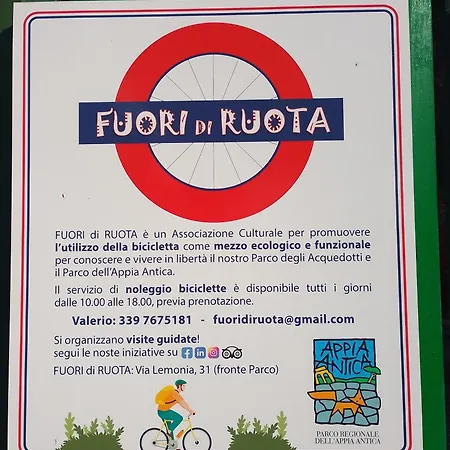 FUORI DI RUOTA
FUORI di RUOTA è un Associazione Culturale per promuovere
l'utilizzo della bicicletta come mezzo ecologico e funzionale
per conoscere e vivere in libertà il nostro Parco degli Acquedotti e
il Parco dell'Appia Antica.
Il servizio di noleggio biciclette è disponibile tutti i giorni
dalle 10.00 alle 18.00, previa prenotazione.
Valerio: 339 7675181 - fuoridiruota@gmail.com
Si organizzano visite guidate!
segui le noste iniziative su
FUORI di RUOTA: Via Lemonia, 31 (fronte Parco)
APPIA
ANTICA
PARCO REGIONALE
DELL'APPIA ANTICA